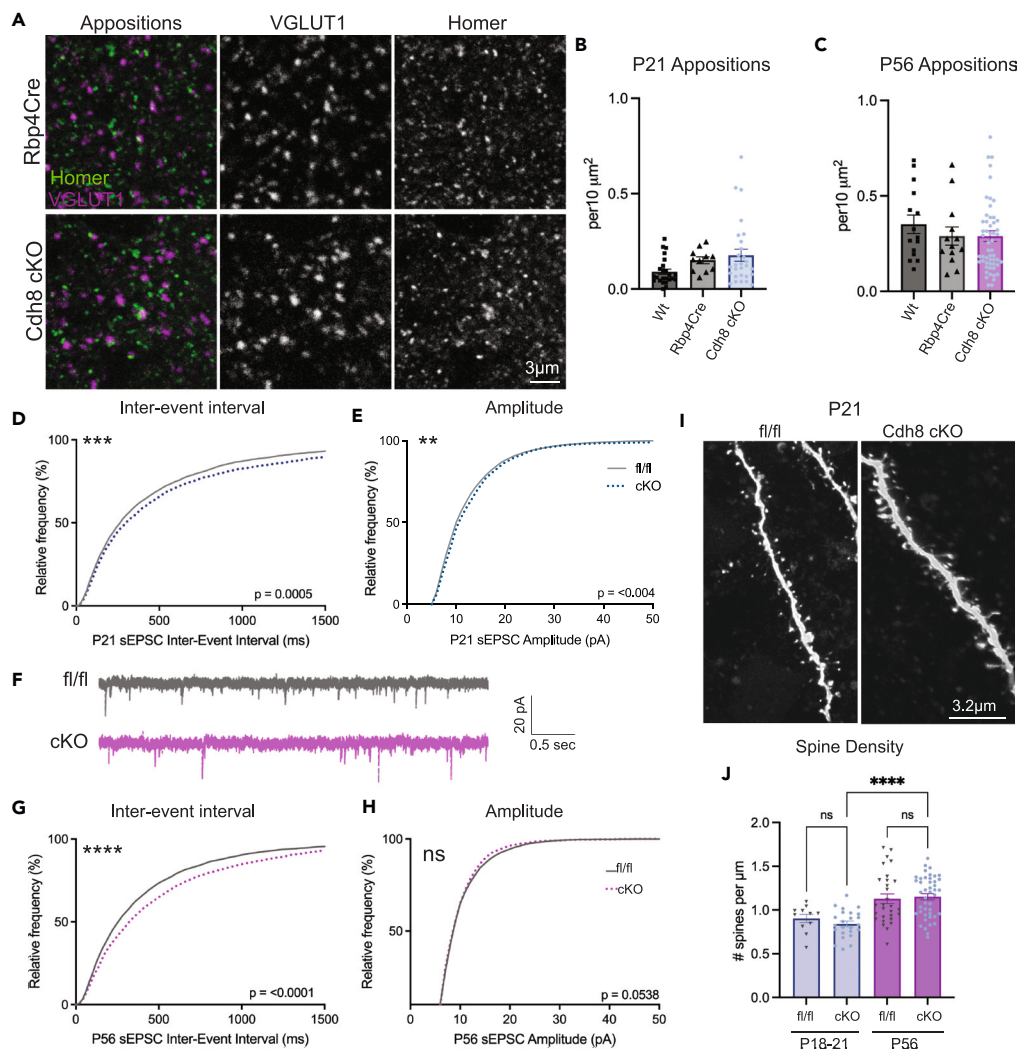 A
Appositions
VGLUT1
Homer
Rbp4Cre
Homer
VGLUT1
Cdh8 cKO
3µm
B
P21 Appositions
per10 µm²
1.0
0.5
0.0
Wt
Rbp4Cre
Cdh8 cKO
C
P56 Appositions
per10 µm²
1.0
0.5
0.0
Wt
Rbp4Cre
Cdh8 cKO
D
Inter-event interval
***
Relative frequency (%)
100
50
0
p = 0.0005
0 500 1000 1500
P21 sEPSC Inter-Event Interval (ms)
E
Amplitude
**
Relative frequency (%)
100
50
fl/fl
cKO
p = <0.004
0 10 20 30 40 50
P21 sEPSC Amplitude (pA)
F
fl/fl
cKO
20 pA
0.5 sec
G
Inter-event interval
****
Relative frequency (%)
100
50
0
p = <0.0001
0 500 1000 1500
P56 sEPSC Inter-Event Interval (ms)
H
Amplitude
ns
Relative frequency (%)
100
50
fl/fl
cKO
p = 0.0538
0 10 20 30 40 50
P56 sEPSC Amplitude (pA)
I
P21
fl/fl
Cdh8 cKO
3.2µm
J
Spine Density
****
ns
ns
# spines per µm
2.0
1.5
1.0
0.5
0.0
fl/fl cKO fl/fl cKO
P18-21 P56